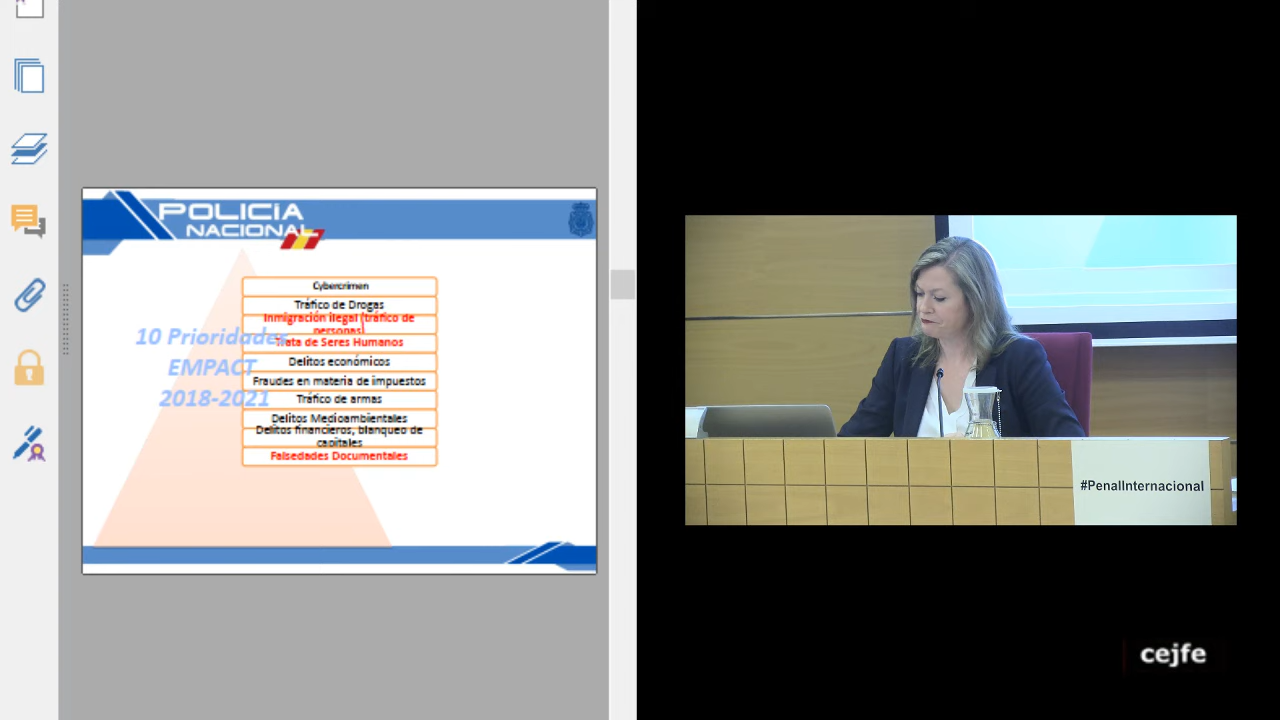 POLICIA
NACIONAL
Cybercrimen
Tráfico de Drogas
Inmigración ilegal (tráfico de
personas)
Trata de Seres Humanos
Delitos económicos
Fraudes en materia de impuestos
Tráfico de armas
Delitos Medioambientales
Delitos financieros, blanqueo de
capitales
Falsedades Documentales
10 Prioridades
EMPACT
2018-2021
#PenalInternacional
cejfe